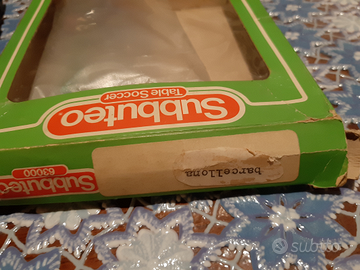 Subbuteo
Table Soccer
Subbuteo
63000
barcellona
subito